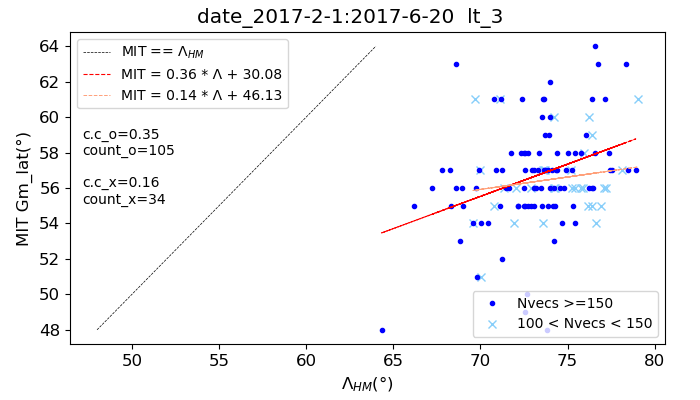 date_2017-2-1:2017-6-20 lt_3
MIT == Λ_HM
MIT = 0.36 * Λ + 30.08
MIT = 0.14 * Λ + 46.13
c.c_o=0.35
count_o=105
c.c_x=0.16
count_x=34
MIT Gm_lat(°)
64
62
60
58
56
54
52
50
48
Nvecs >=150
100 < Nvecs < 150
50 55 60 65 70 75 80
Λ_HM(°)